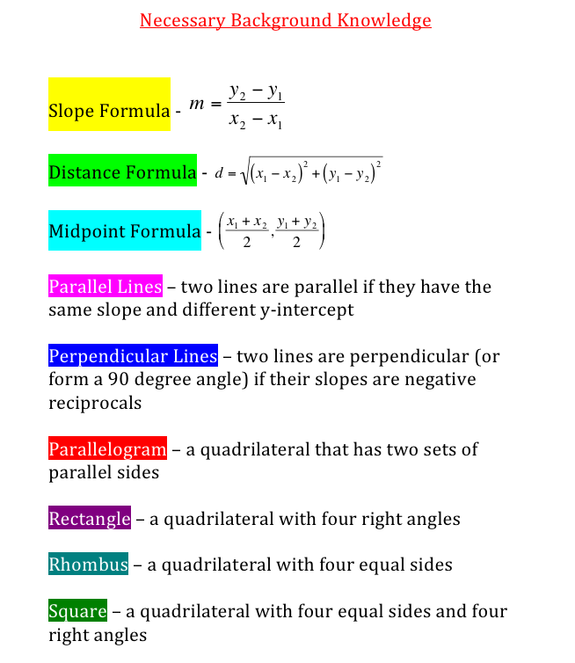 Necessary Background Knowledge
Slope Formula - m = \frac{y_2 - y_1}{x_2 - x_1}
Distance Formula - d = \sqrt{(x_1 - x_2)^2 + (y_1 - y_2)^2}
Midpoint Formula - \left(\frac{x_1 + x_2}{2}, \frac{y_1 + y_2}{2}\right)
Parallel Lines – two lines are parallel if they have the
same slope and different y-intercept
Perpendicular Lines – two lines are perpendicular (or
form a 90 degree angle) if their slopes are negative
reciprocals
Parallelogram – a quadrilateral that has two sets of
parallel sides
Rectangle – a quadrilateral with four right angles
Rhombus – a quadrilateral with four equal sides
Square – a quadrilateral with four equal sides and four
right angles